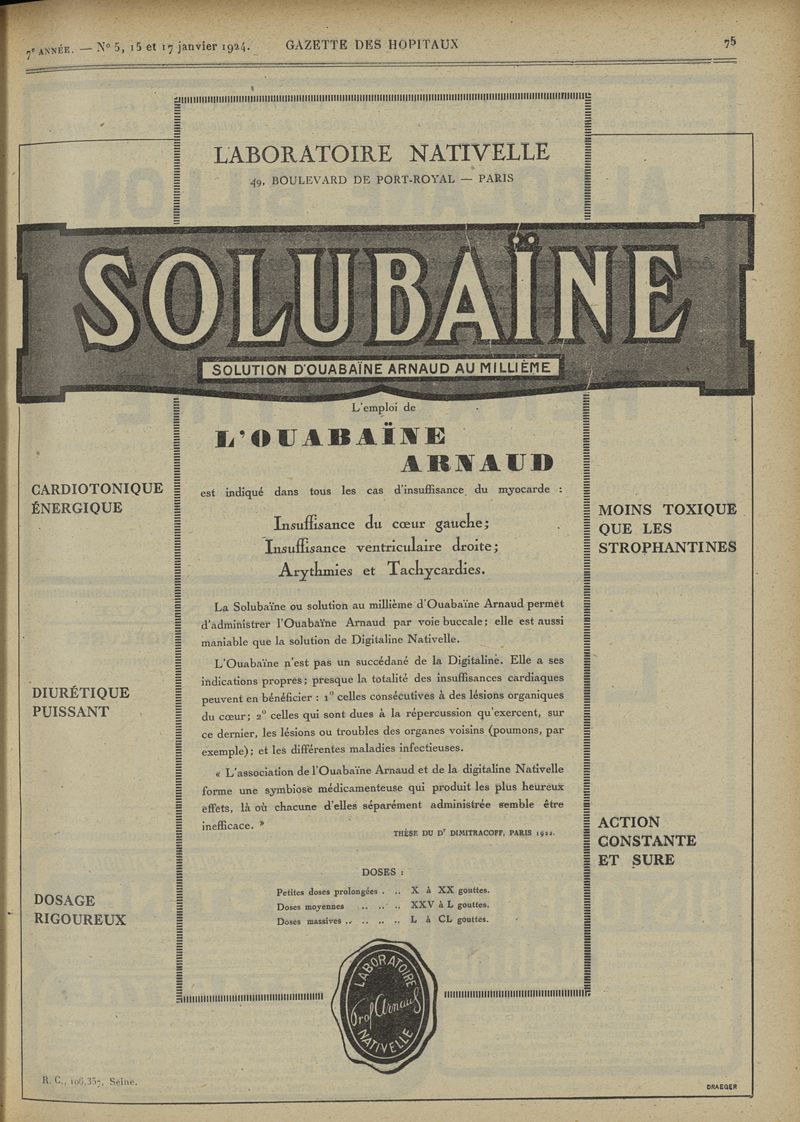 7e ANNÉE. — No 5, 15 et 17 janvier 1924. GAZETTE DES HOPITAUX 75
LABORATOIRE NATIVELLE
49, BOULEVARD DE PORT-ROYAL — PARIS
SOLUBAÏNE
SOLUTION D'OUABAÏNE ARNAUD AU MILLIÈME
L'emploi de
L'OUABAÏNE
ARNAUD
est indiqué dans tous les cas d'insuffisance du myocarde :
Insuffisance du cœur gauche;
Insuffisance ventriculaire droite;
Arythmies et Tachycardies.
La Solubaïne ou solution au millième d'Ouabaïne Arnaud permet
d'administrer l'Ouabaïne Arnaud par voie buccale; elle est aussi
maniable que la solution de Digitaline Nativelle.
L'Ouabaïne n'est pas un succédané de la Digitaline. Elle a ses
indications propres; presque la totalité des insuffisances cardiaques
peuvent en bénéficier : 1o celles consécutives à des lésions organiques
du cœur; 2o celles qui sont dues à la répercussion qu'exercent, sur
ce dernier, les lésions ou troubles des organes voisins (poumons, par
exemple); et les différentes maladies infectieuses.
« L'association de l'Ouabaïne Arnaud et de la digitaline Nativelle
forme une symbiose médicamenteuse qui produit les plus heureux
effets, là où chacune d'elles séparément administrée semble être
inefficace. »
THÈSE DU Dr DIMITRACOFF, PARIS 1922.
DOSES :
Petites doses prolongées . .. X à XX gouttes.
Doses moyennes .. .. .. XXV à L gouttes.
Doses massives .. .. .. .. L à CL gouttes.
CARDIOTONIQUE
ÉNERGIQUE
DIURÉTIQUE
PUISSANT
DOSAGE
RIGOUREUX
MOINS TOXIQUE
QUE LES
STROPHANTINES
ACTION
CONSTANTE
ET SURE
LABORATOIRE
Prof Arnaud
NATIVELLE
R. C., 106,357, Seine.
DRAEGER